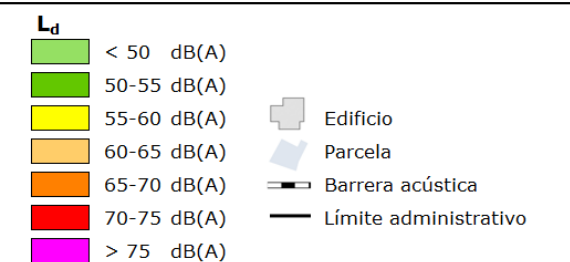 Ld
< 50 dB(A)
50-55 dB(A)
55-60 dB(A)
60-65 dB(A)
65-70 dB(A)
70-75 dB(A)
> 75 dB(A)
Edificio
Parcela
Barrera acústica
Límite administrativo